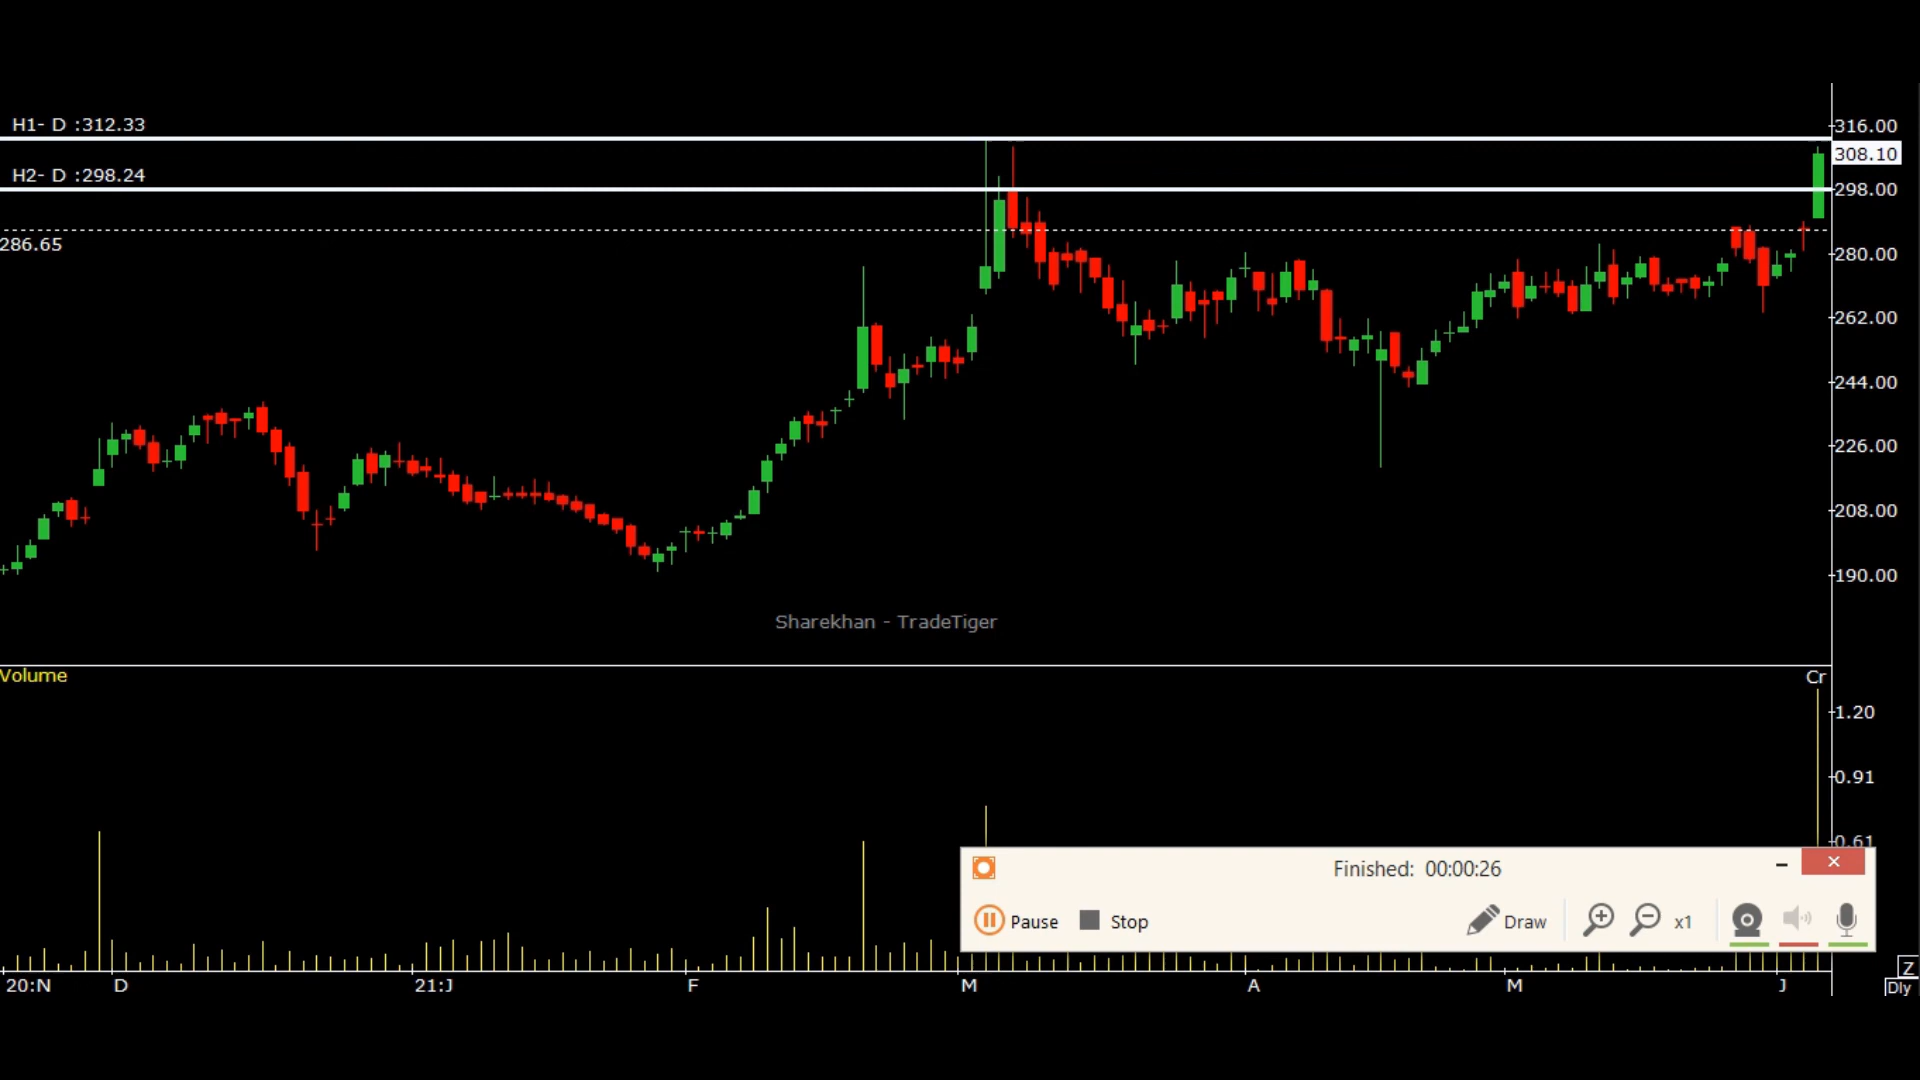 H1- D :312.33
316.00
308.10
H2- D :298.24
298.00
286.65
280.00
262.00
244.00
226.00
208.00
190.00
Sharekhan - TradeTiger
Volume
Cr
1.20
0.91
0.61
Finished: 00:00:26
Pause
Stop
Draw
x1
Z
20:N D 21:J F M A M J
Dly